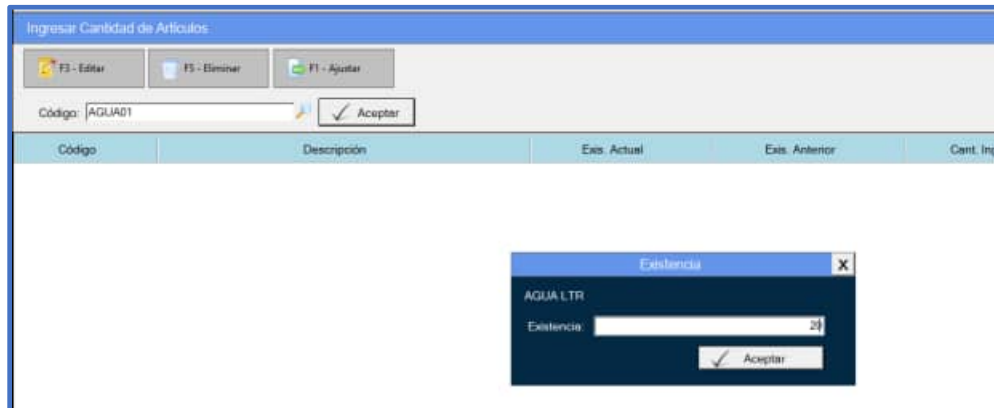 Ingresar Cantidad de Artículos
F3 - Editar
F5 - Eliminar
F1 - Ajustar
Código: AGUA01
Aceptar
Código
Descripción
Exis. Actual
Exis. Anterior
Cant.
Existencia
X
AGUA LTR
Existencia: 20
Aceptar